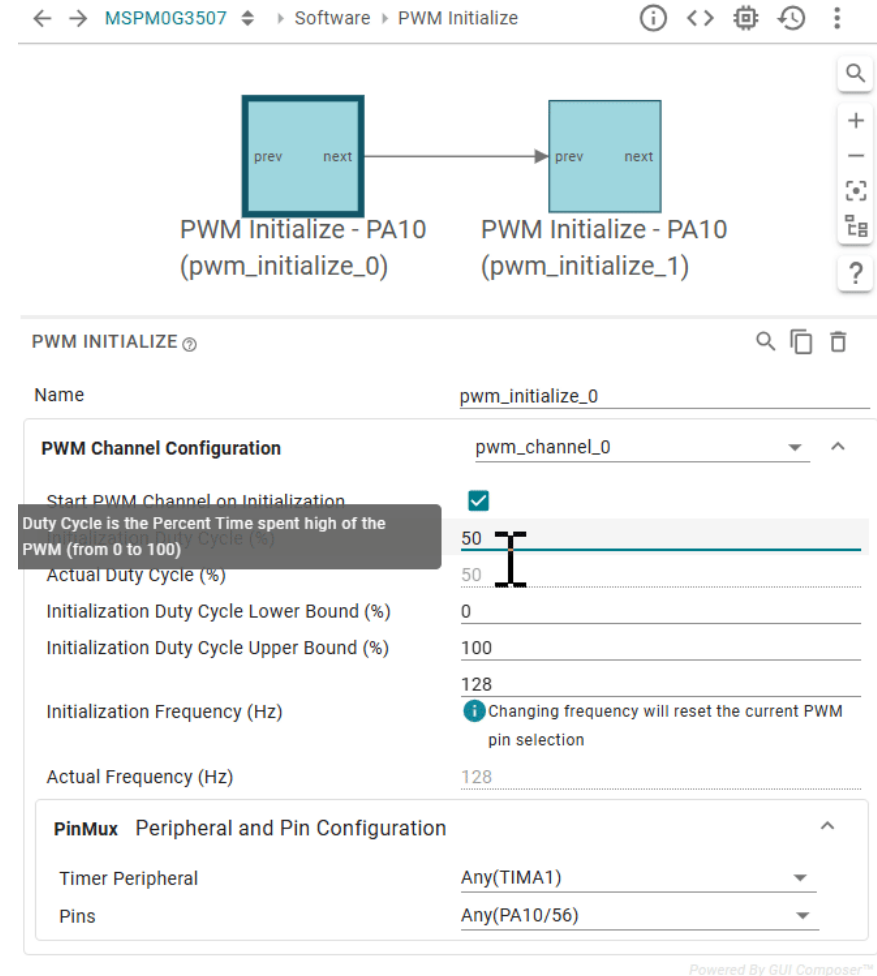 MSPM0G3507 Software PWM Initialize
prev next prev next
PWM Initialize - PA10
(pwm_initialize_0)
PWM Initialize - PA10
(pwm_initialize_1)
PWM INITIALIZE
Name pwm_initialize_0
PWM Channel Configuration pwm_channel_0
Start PWM Channel on Initialization
Duty Cycle is the Percent Time spent high of the
PWM (from 0 to 100)
Initialization Duty Cycle (%) 50
Actual Duty Cycle (%) 50
Initialization Duty Cycle Lower Bound (%) 0
Initialization Duty Cycle Upper Bound (%) 100
128
Initialization Frequency (Hz) Changing frequency will reset the current PWM
pin selection
Actual Frequency (Hz) 128
PinMux Peripheral and Pin Configuration
Timer Peripheral Any(TIMA1)
Pins Any(PA10/56)
Powered By GUI Composer™